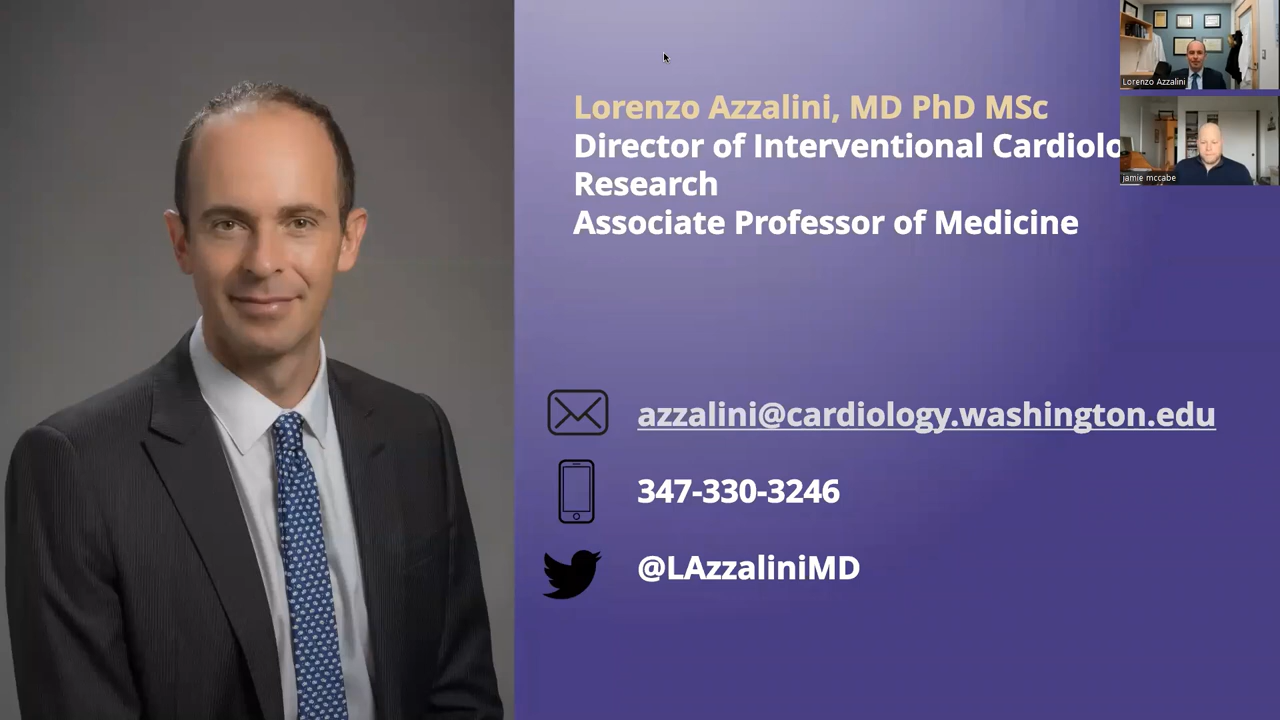 Lorenzo Azzalini, MD PhD MSc
Director of Interventional Cardiolo
Research
Associate Professor of Medicine
azzalini@cardiology.washington.edu
347-330-3246
@LAzzaliniMD
Lorenzo Azzalini
jamie mccabe